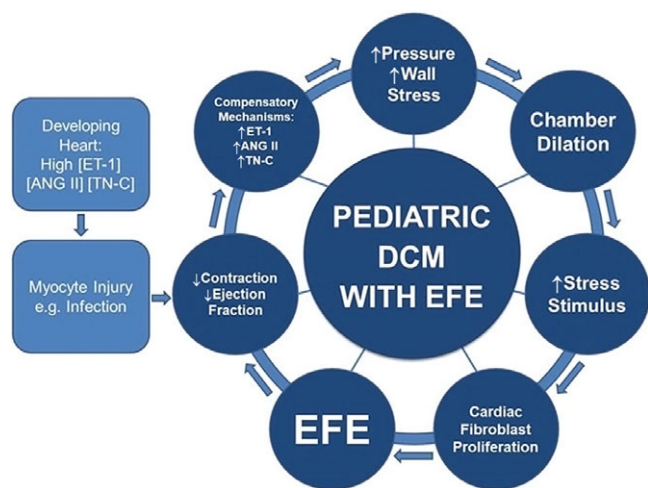 Developing
Heart:
High [ET-1]
[ANG II] [TN-C]
Myocyte Injury
e.g. Infection
↓Contraction
↓Ejection
Fraction
Compensatory
Mechanisms:
↑ET-1
↑ANG II
↑TN-C
↑Pressure
↑Wall
Stress
Chamber
Dilation
↑Stress
Stimulus
Cardiac
Fibroblast
Proliferation
EFE
PEDIATRIC
DCM
WITH EFE